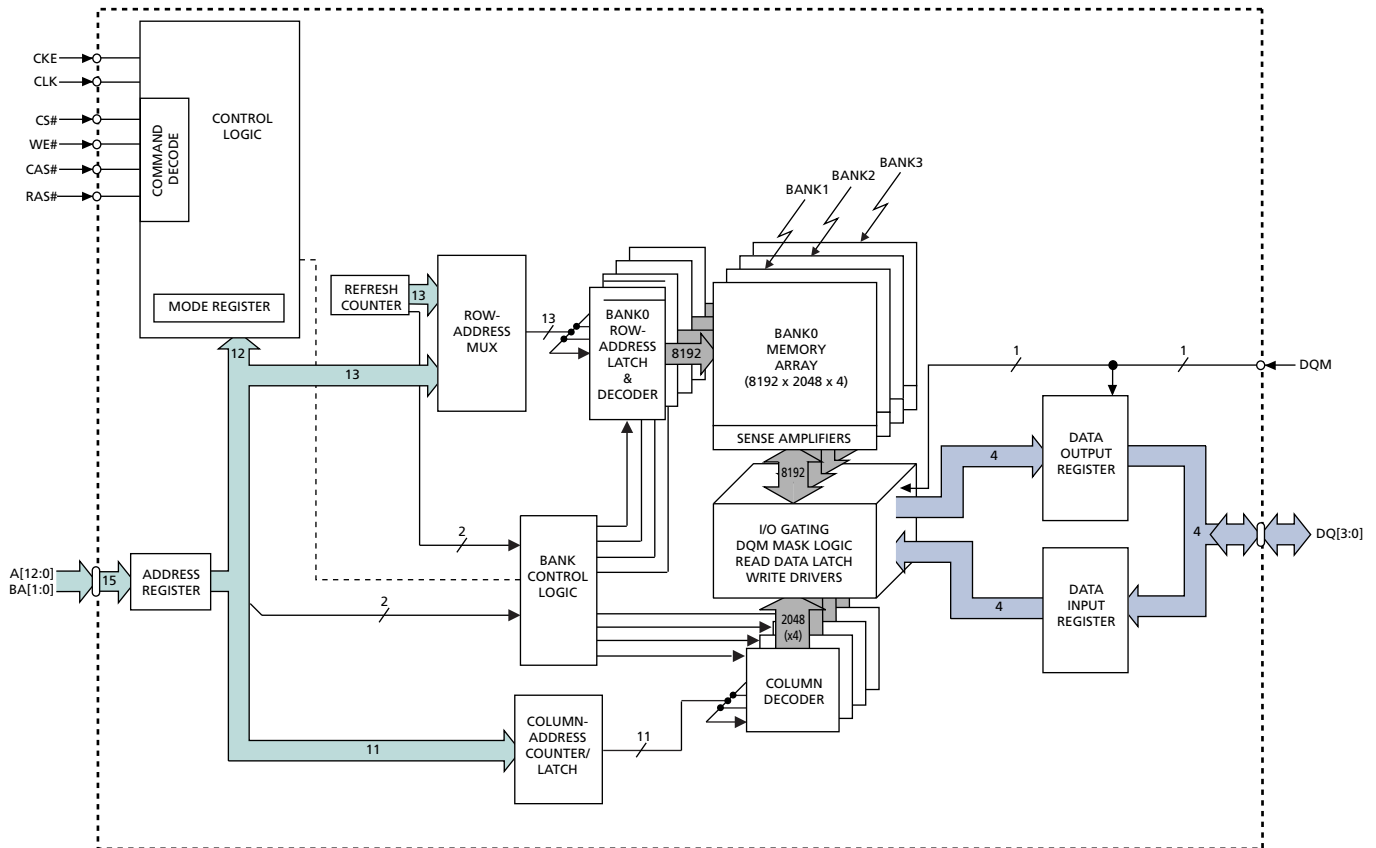 CKE
CLK
CS#
WE#
CAS#
RAS#
COMMAND
DECODE
CONTROL
LOGIC
MODE REGISTER
12
BANK3
BANK2
BANK1
REFRESH
COUNTER
13
ROW-
ADDRESS
MUX
13
13
BANK0
ROW-
ADDRESS
LATCH
&
DECODER
8192
BANK0
MEMORY
ARRAY
(8192 x 2048 x 4)
SENSE AMPLIFIERS
8192
1
1
DQM
DATA
OUTPUT
REGISTER
4
4
DQ[3:0]
I/O GATING
DQM MASK LOGIC
READ DATA LATCH
WRITE DRIVERS
DATA
INPUT
REGISTER
4
2
BANK
CONTROL
LOGIC
2
A[12:0]
BA[1:0]
15
ADDRESS
REGISTER
2048
(x4)
COLUMN
DECODER
COLUMN-
ADDRESS
COUNTER/
LATCH
11
11